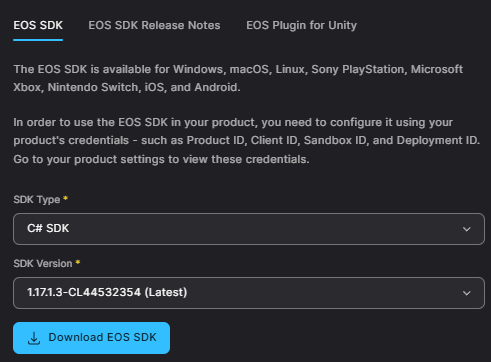 EOS SDK EOS SDK Release Notes EOS Plugin for Unity
The EOS SDK is available for Windows, macOS, Linux, Sony PlayStation, Microsoft
Xbox, Nintendo Switch, iOS, and Android.
In order to use the EOS SDK in your product, you need to configure it using your
product's credentials - such as Product ID, Client ID, Sandbox ID, and Deployment ID.
Go to your product settings to view these credentials.
SDK Type *
C# SDK
SDK Version *
1.17.1.3-CL44532354 (Latest)
Download EOS SDK